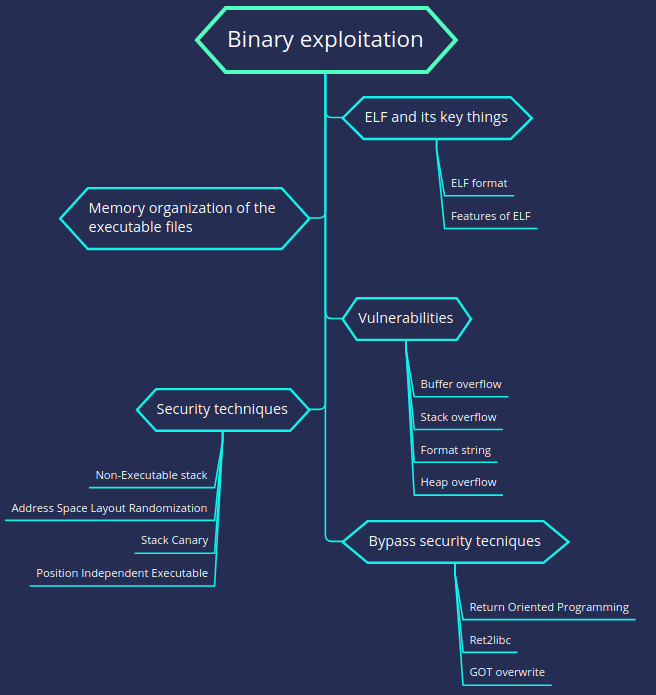 Binary exploitation
ELF and its key things
ELF format
Features of ELF
Memory organization of the
executable files
Vulnerabilities
Buffer overflow
Stack overflow
Format string
Heap overflow
Security techniques
Non-Executable stack
Address Space Layout Randomization
Stack Canary
Position Independent Executable
Bypass security tecniques
Return Oriented Programming
Ret2libc
GOT overwrite